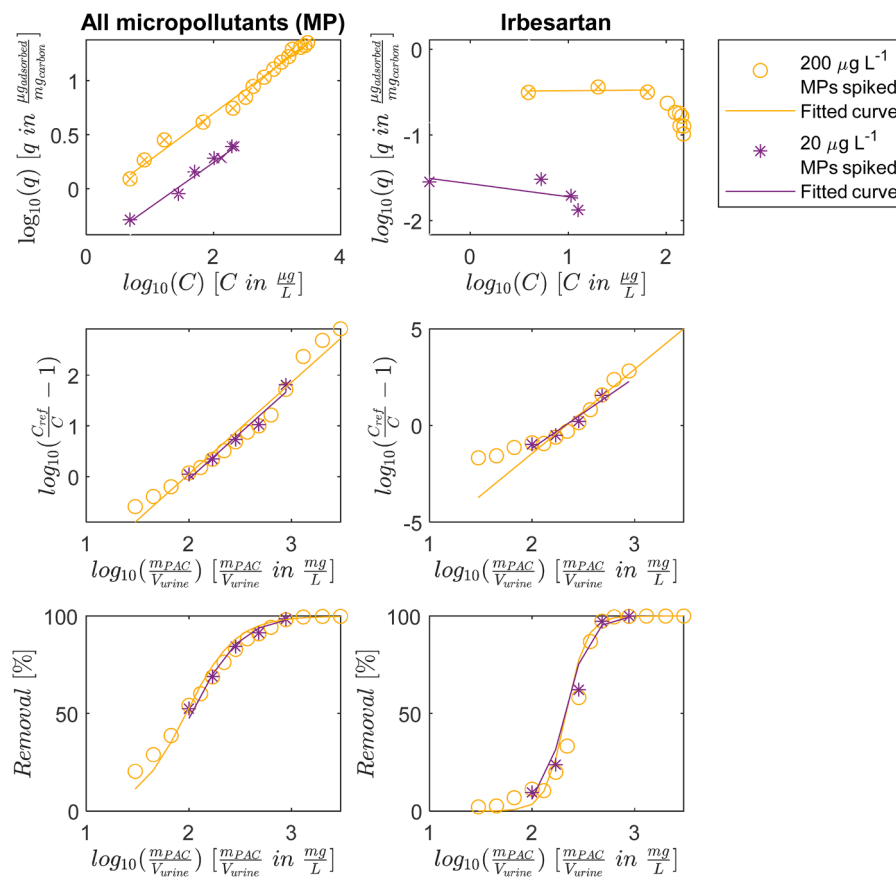 All micropollutants (MP)
Irbesartan
log₁₀(q) [q in μg_adsorbed/mg_carbon]
1
0.5
0
0
2
4
log₁₀(C) [C in μg/L]
log₁₀(q) [q in μg_adsorbed/mg_carbon]
0
-1
-2
0
1
2
log₁₀(C) [C in μg/L]
200 μg L⁻¹
MPs spiked
Fitted curve
20 μg L⁻¹
MPs spiked
Fitted curve
log₁₀(C_ref/C − 1)
2
0
1
2
3
log₁₀(m_PAC/V_urine) [m_PAC/V_urine in mg/L]
log₁₀(C_ref/C − 1)
5
0
-5
1
2
3
log₁₀(m_PAC/V_urine) [m_PAC/V_urine in mg/L]
Removal [%]
100
50
0
1
2
3
log₁₀(m_PAC/V_urine) [m_PAC/V_urine in mg/L]
Removal [%]
100
50
0
1
2
3
log₁₀(m_PAC/V_urine) [m_PAC/V_urine in mg/L]